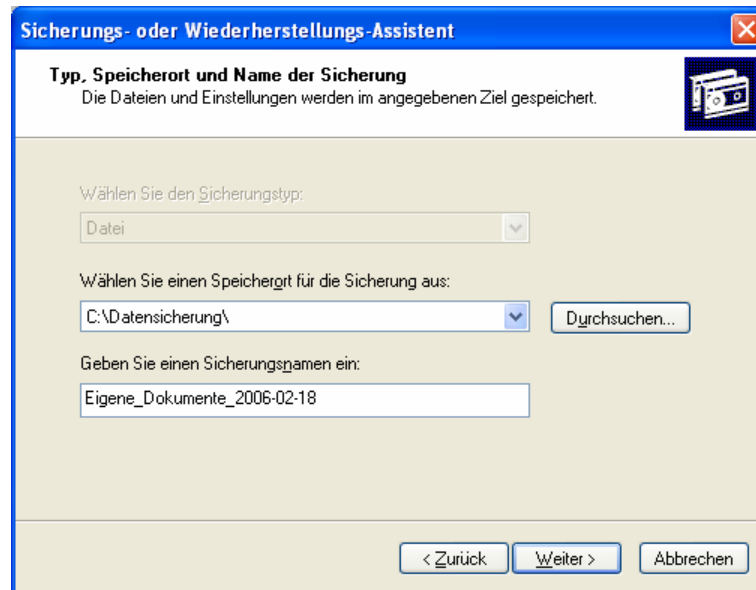 Sicherungs- oder Wiederherstellungs-Assistent
Typ, Speicherort und Name der Sicherung
Die Dateien und Einstellungen werden im angegebenen Ziel gespeichert.
Wählen Sie den Sicherungstyp:
Datei
Wählen Sie einen Speicherort für die Sicherung aus:
C:\Datensicherung\
Durchsuchen...
Geben Sie einen Sicherungsnamen ein:
Eigene_Dokumente_2006-02-18
< Zurück Weiter > Abbrechen